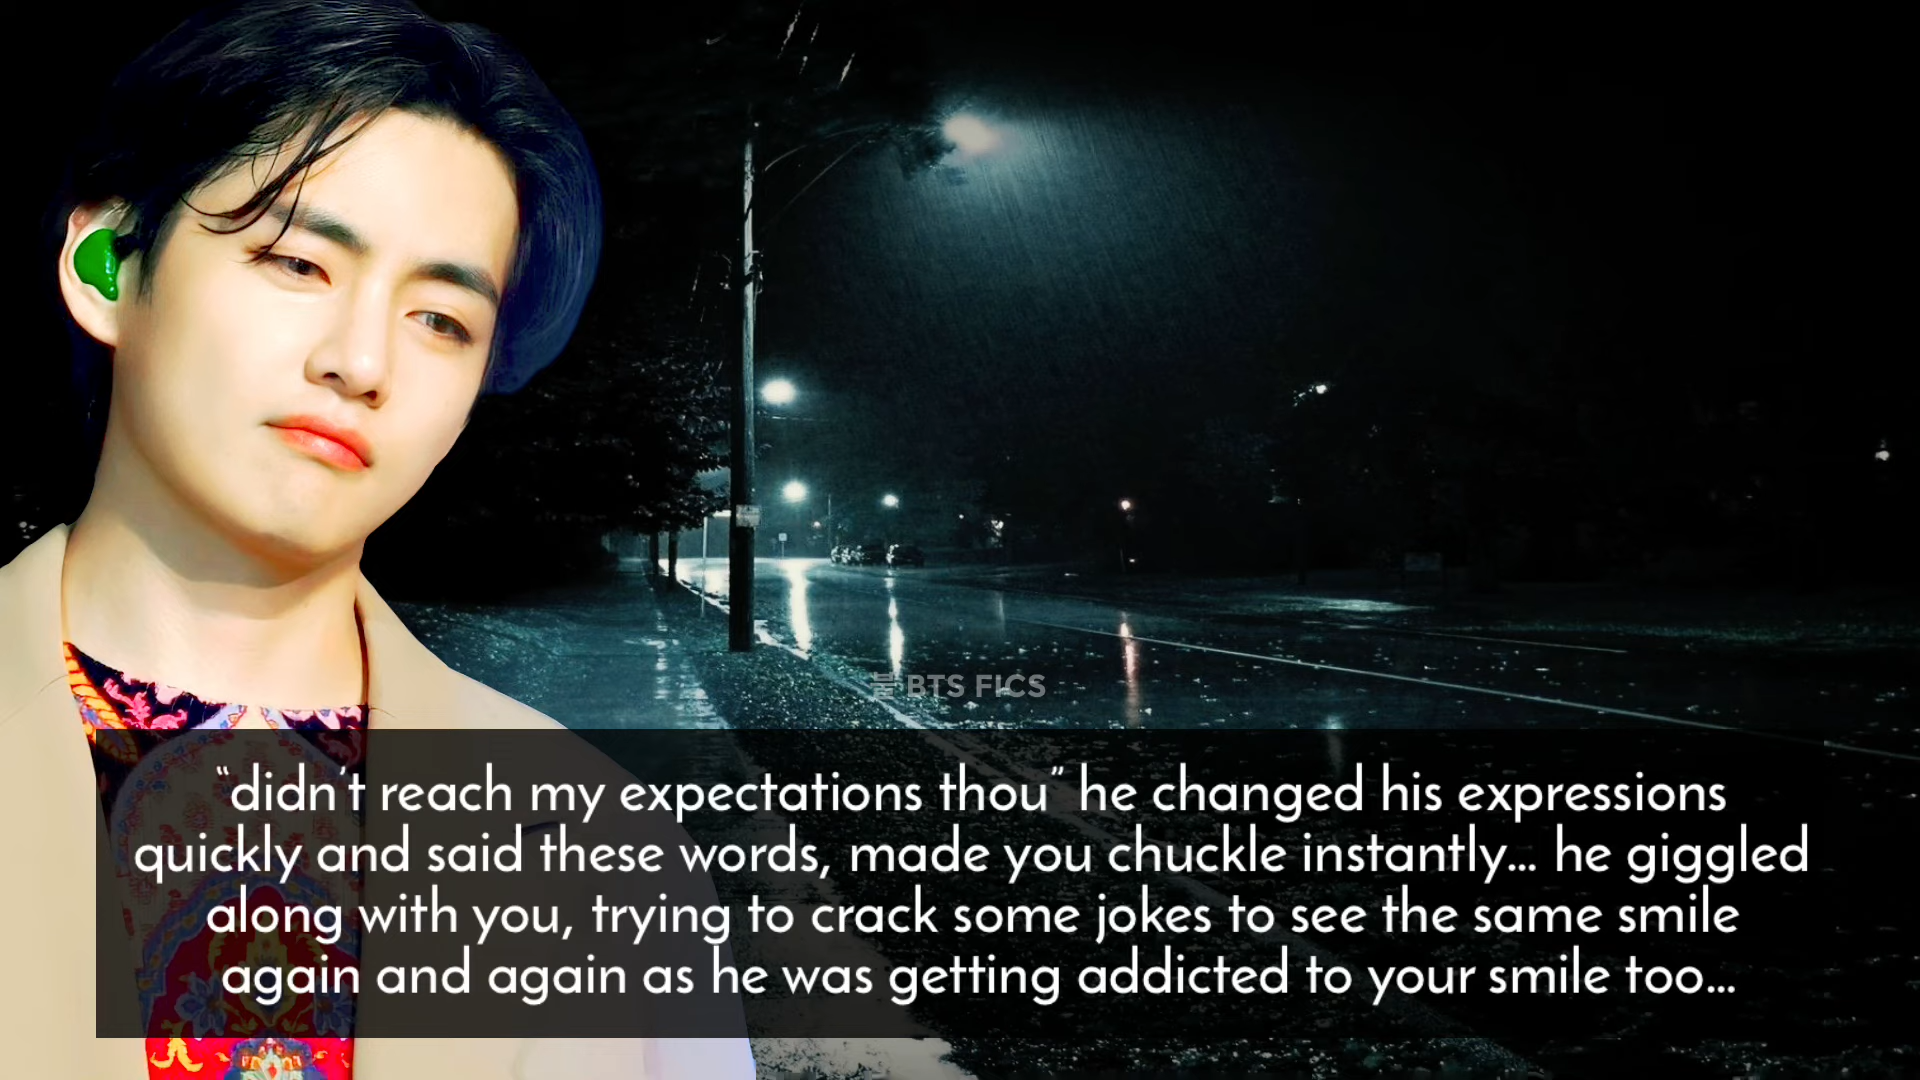 BTS FICS
“didn’t reach my expectations thou” he changed his expressions
quickly and said these words, made you chuckle instantly... he giggled
along with you, trying to crack some jokes to see the same smile
again and again as he was getting addicted to your smile too...